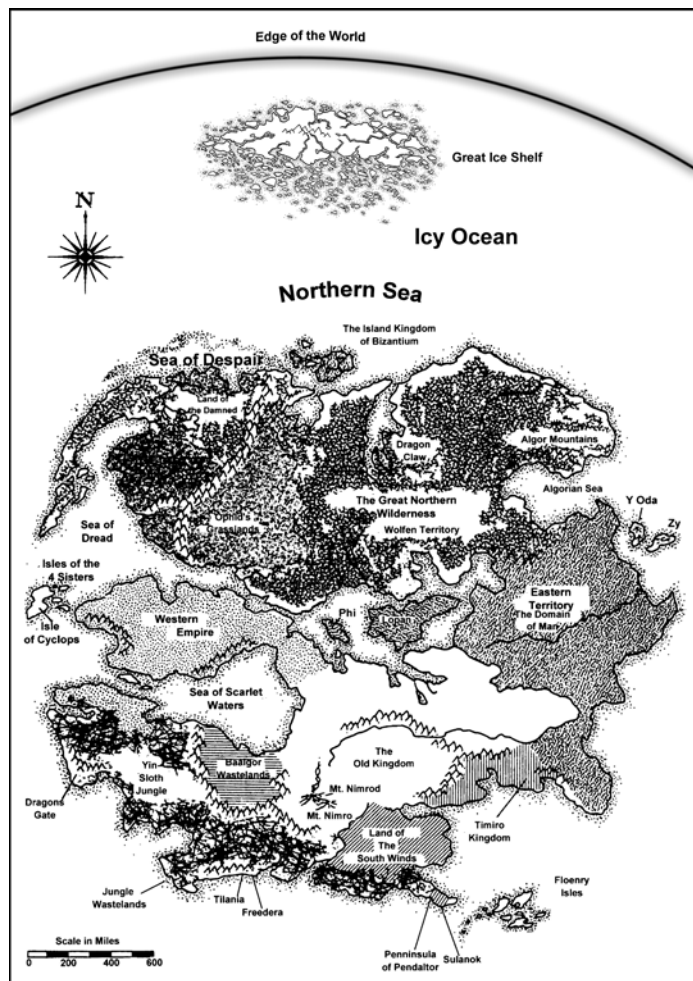 Edge of the World
Great Ice Shelf
N
Icy Ocean
Northern Sea
The Island Kingdom
of Bizantium
Sea of Despair
Land of
the Damned
Dragon
Claw
Algor Mountains
The Great Northern
Wilderness
Wolfen Territory
Algorian Sea
Y Oda
Zy
Ophid's
Grasslands
Sea of
Dread
Isles of the
4 Sisters
Isle
of Cyclops
Western
Empire
Phi
Lopan
Eastern
Territory
The Domain
of Man
Sea of Scarlet
Waters
Yin
Sloth
Jungle
Baalgor
Wastelands
The
Old Kingdom
Mt. Nimrod
Mt. Nimro
Dragons
Gate
Timiro
Kingdom
Land of
The
South Winds
Jungle
Wastelands
Tilania
Freedera
Floenry
Isles
Penninsula
of Pendaltor
Sulanok
Scale in Miles
0 200 400 600